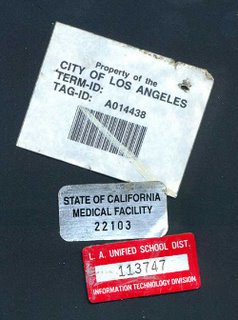 Property of the
CITY OF LOS ANGELES
TERM-ID:
TAG-ID: A014438
STATE OF CALIFORNIA
MEDICAL FACILITY
22103
L. A. UNIFIED SCHOOL DIST.
113747
INFORMATION TECHNOLOGY DIVISION